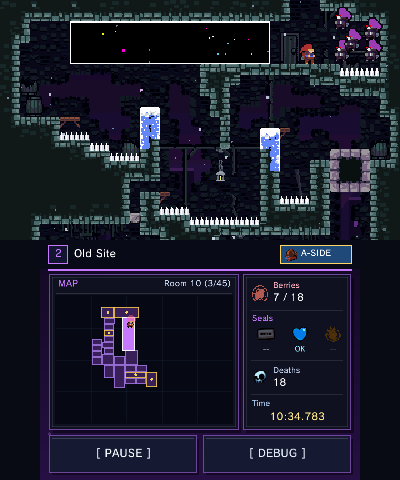 2 Old Site
A-SIDE
MAP
Room 10 (3/45)
Berries
7 / 18
Seals
--
OK
--
Deaths
18
Time
10:34.783
[ PAUSE ]
[ DEBUG ]